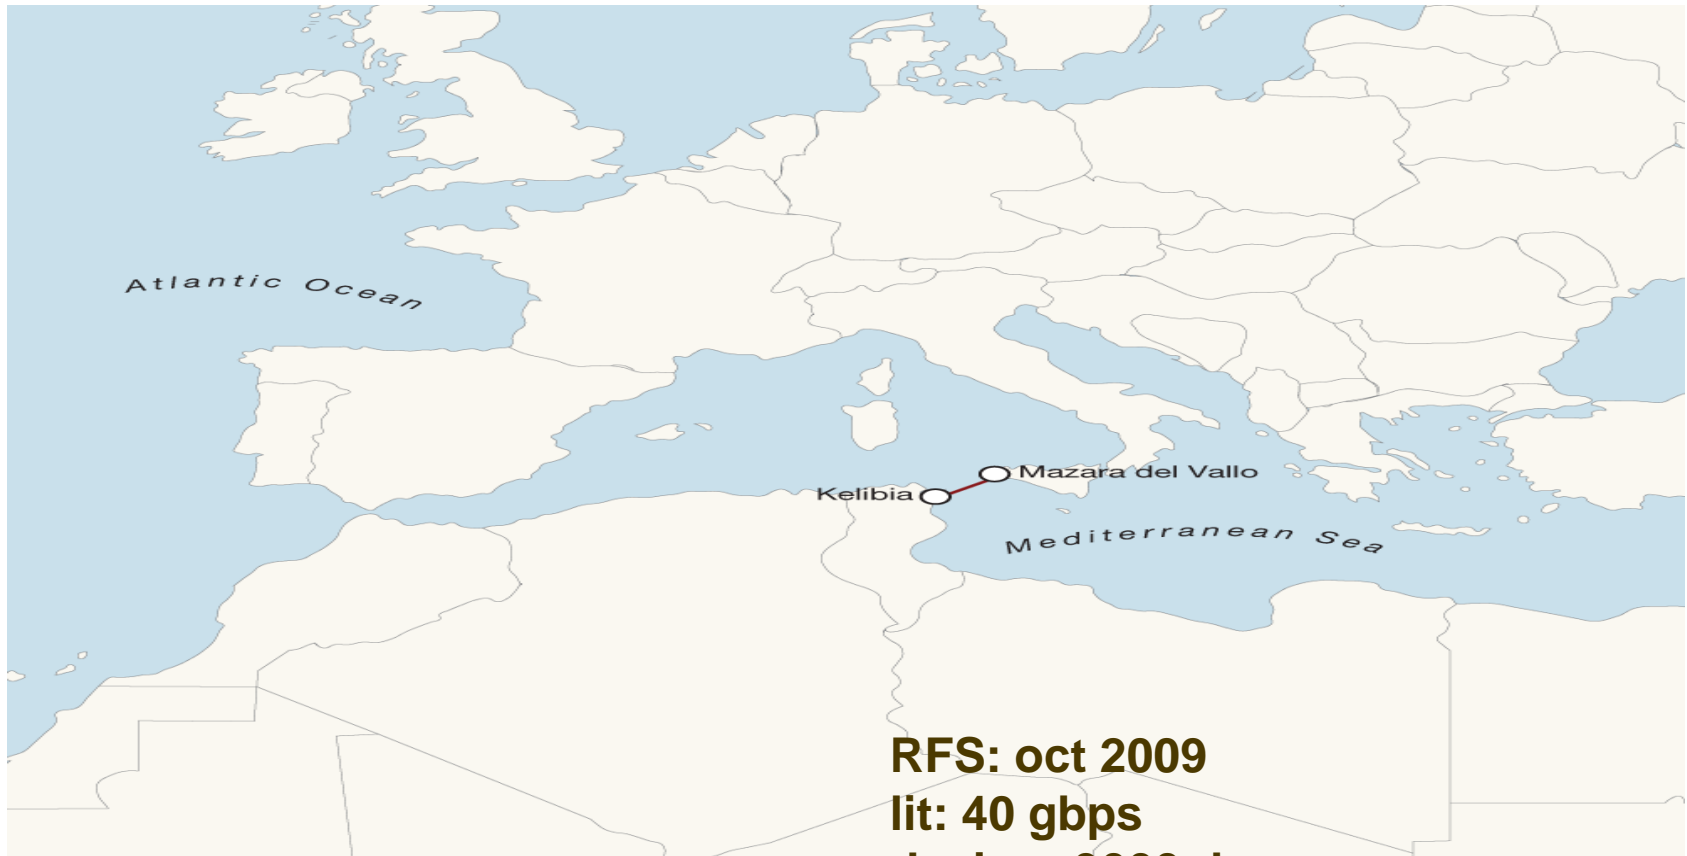 Atlantic Ocean
Mazara del Vallo
Kelibia
Mediterranean Sea
RFS: oct 2009
lit: 40 gbps